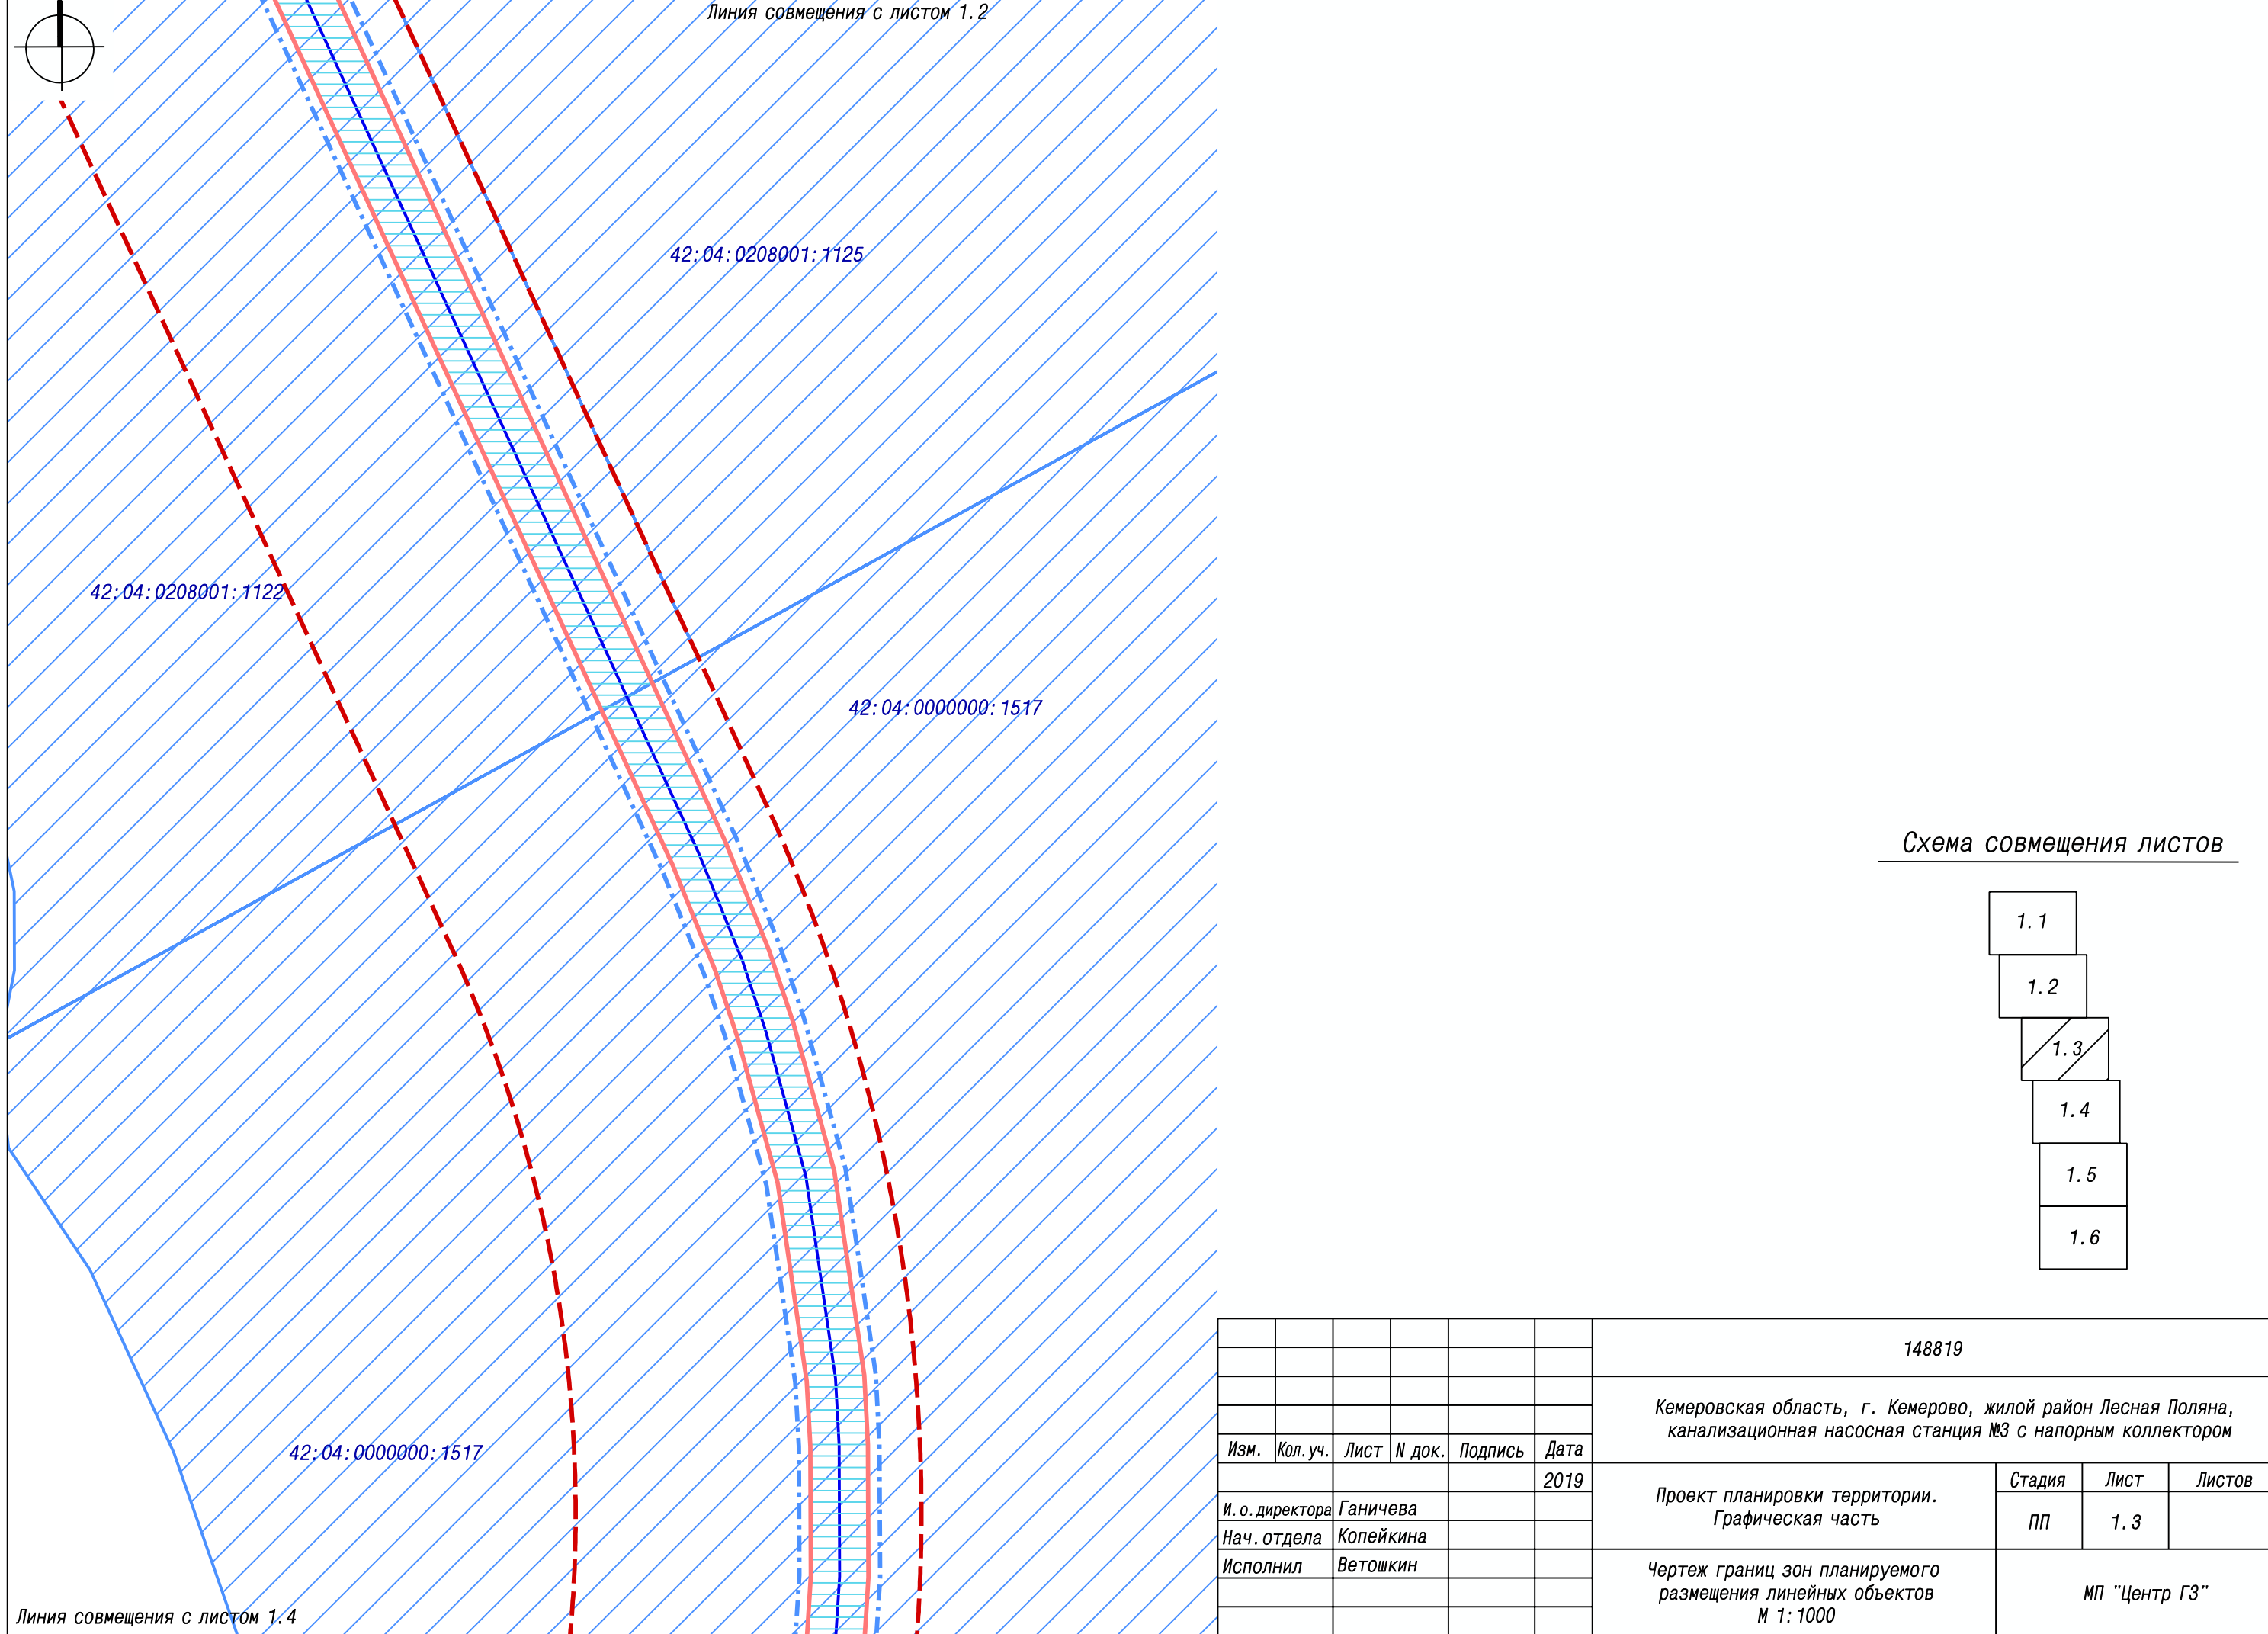 Линия совмещения с листом 1.2
42:04:0208001:1125
42:04:0208001:1122
42:04:0000000:1517
42:04:0000000:1517
Линия совмещения с листом 1.4
Схема совмещения листов
1.1
1.2
1.3
1.4
1.5
1.6
148819
Кемеровская область, г. Кемерово, жилой район Лесная Поляна,
канализационная насосная станция №3 с напорным коллектором
Изм. Кол.уч. Лист N док. Подпись Дата
2019
И.о.директора Ганичева
Нач.отдела Копейкина
Исполнил Ветошкин
Проект планировки территории.
Графическая часть
Стадия Лист Листов
ПП 1.3
Чертеж границ зон планируемого
размещения линейных объектов
М 1:1000
МП "Центр ГЗ"